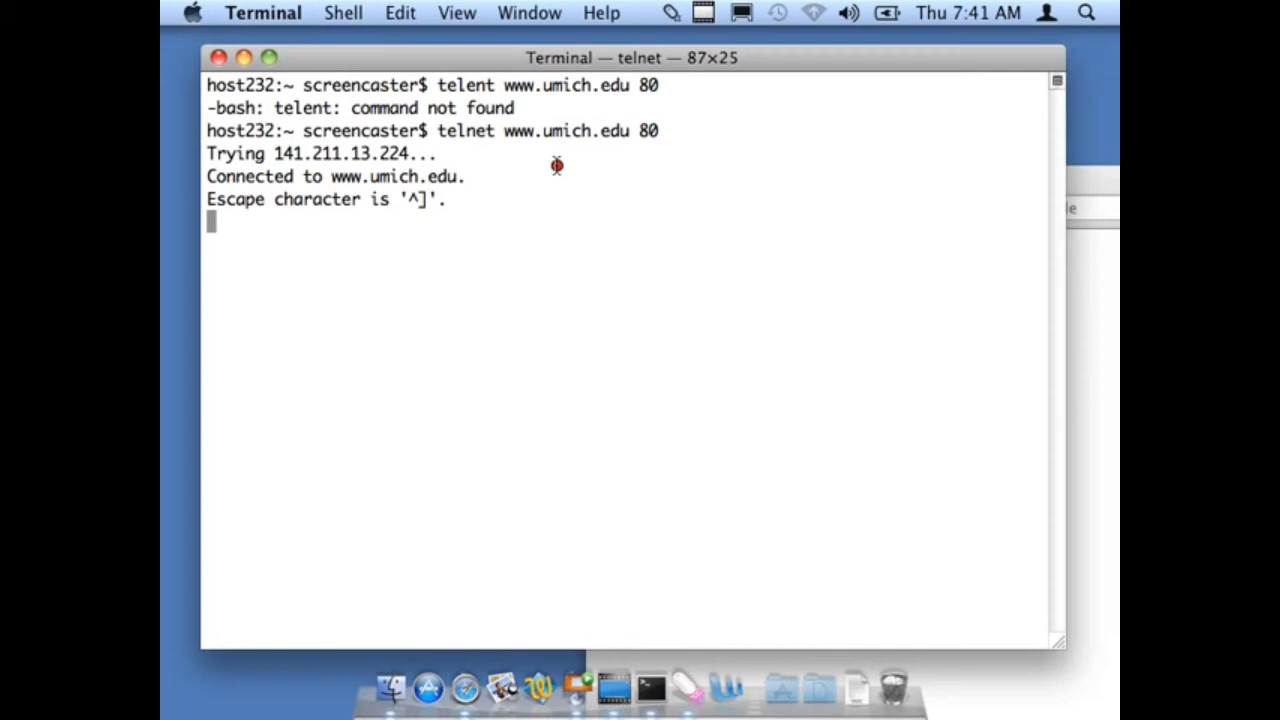 Terminal Shell Edit View Window Help Thu 7:41 AM
Terminal — telnet — 87×25
host232:~ screencaster$ telent www.umich.edu 80
-bash: telent: command not found
host232:~ screencaster$ telnet www.umich.edu 80
Trying 141.211.13.224...
Connected to www.umich.edu.
Escape character is '^]'.